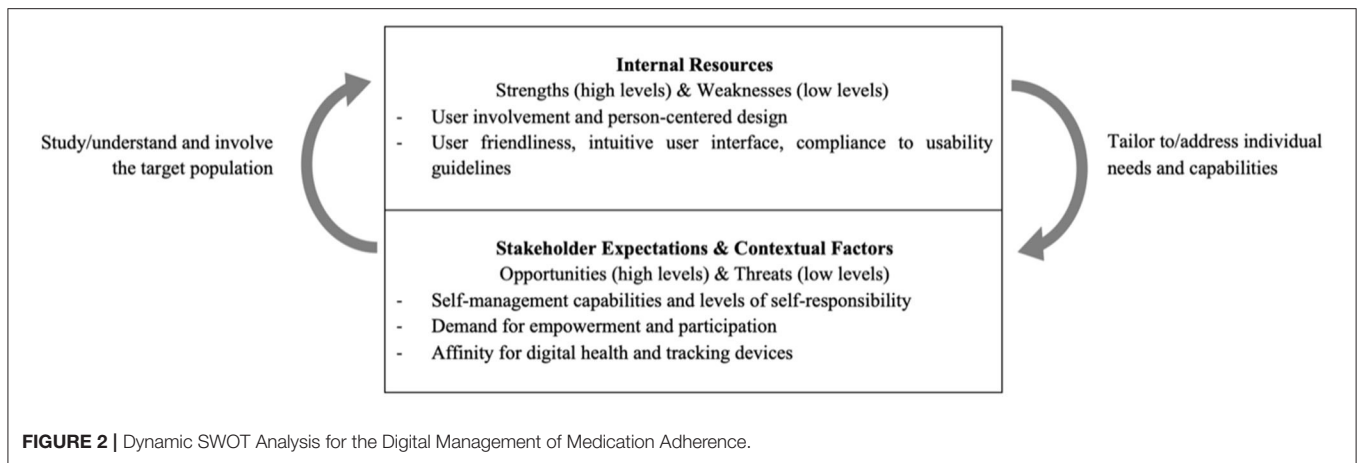 Internal Resources
Strengths (high levels) & Weaknesses (low levels)
- User involvement and person-centered design
- User friendliness, intuitive user interface, compliance to usability
guidelines
Study/understand and involve
the target population
Tailor to/address individual
needs and capabilities
Stakeholder Expectations & Contextual Factors
Opportunities (high levels) & Threats (low levels)
- Self-management capabilities and levels of self-responsibility
- Demand for empowerment and participation
- Affinity for digital health and tracking devices
FIGURE 2 | Dynamic SWOT Analysis for the Digital Management of Medication Adherence.